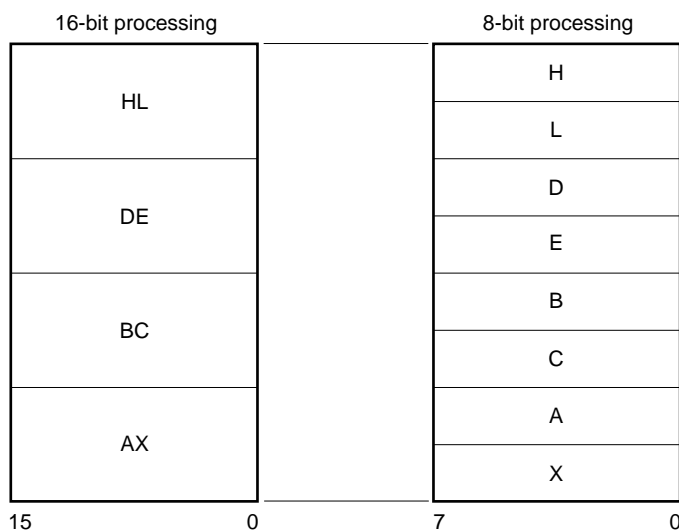 16-bit processing
8-bit processing
HL
DE
BC
AX
H
L
D
E
B
C
A
X
15 0
7 0